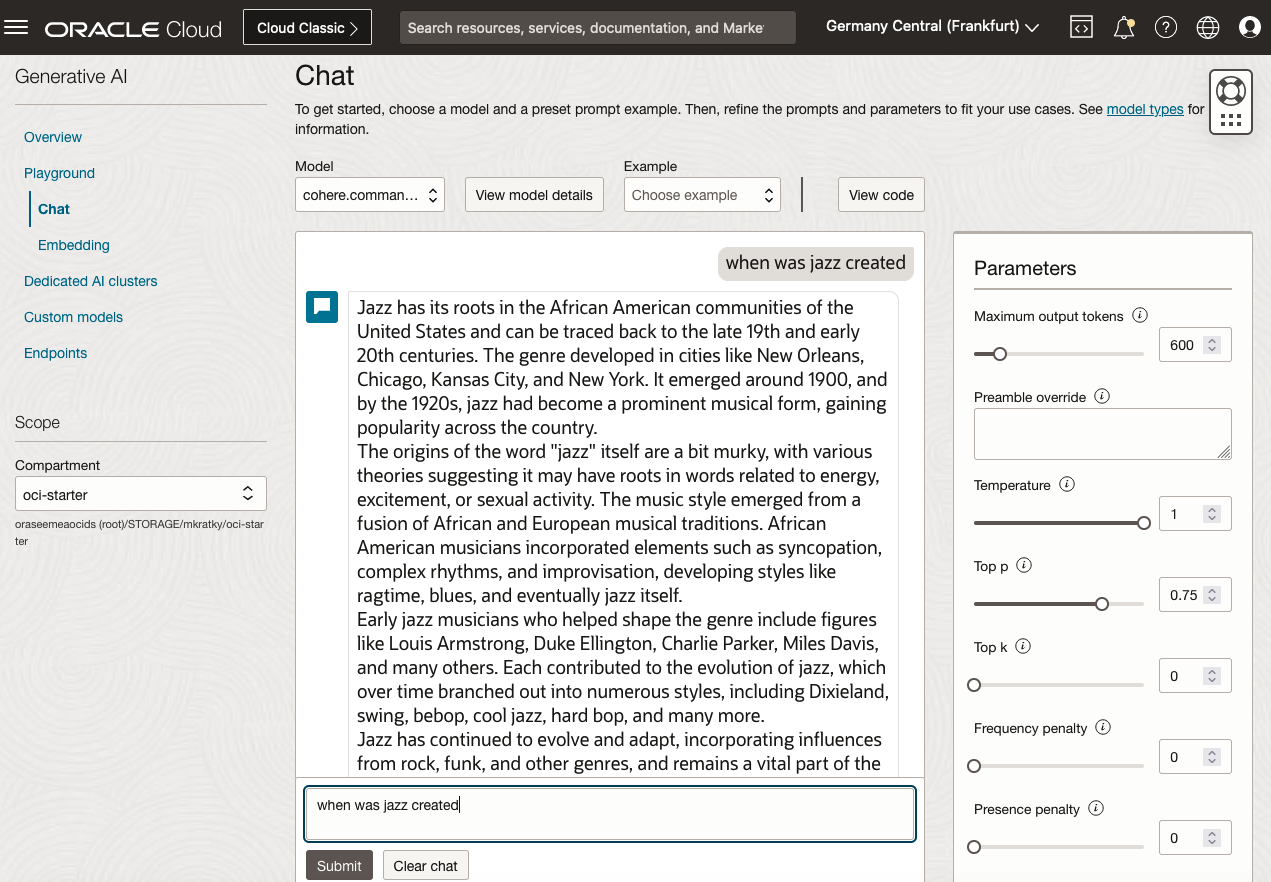 ORACLE Cloud
Cloud Classic
Search resources, services, documentation, and Marke
Germany Central (Frankfurt)
Generative AI
Overview
Playground
Chat
Embedding
Dedicated AI clusters
Custom models
Endpoints
Scope
Compartment
oci-starter
oraseemeaocids (root)/STORAGE/mkratky/oci-star
ter
Chat
To get started, choose a model and a preset prompt example. Then, refine the prompts and parameters to fit your use cases. See model types for
information.
Model
cohere.comman...
View model details
Example
Choose example
View code
when was jazz created
Jazz has its roots in the African American communities of the
United States and can be traced back to the late 19th and early
20th centuries. The genre developed in cities like New Orleans,
Chicago, Kansas City, and New York. It emerged around 1900, and
by the 1920s, jazz had become a prominent musical form, gaining
popularity across the country.
The origins of the word "jazz" itself are a bit murky, with various
theories suggesting it may have roots in words related to energy,
excitement, or sexual activity. The music style emerged from a
fusion of African and European musical traditions. African
American musicians incorporated elements such as syncopation,
complex rhythms, and improvisation, developing styles like
ragtime, blues, and eventually jazz itself.
Early jazz musicians who helped shape the genre include figures
like Louis Armstrong, Duke Ellington, Charlie Parker, Miles Davis,
and many others. Each contributed to the evolution of jazz, which
over time branched out into numerous styles, including Dixieland,
swing, bebop, cool jazz, hard bop, and many more.
Jazz has continued to evolve and adapt, incorporating influences
from rock, funk, and other genres, and remains a vital part of the
when was jazz created
Submit
Clear chat
Parameters
Maximum output tokens
600
Preamble override
Temperature
1
Top p
0.75
Top k
0
Frequency penalty
0
Presence penalty
0